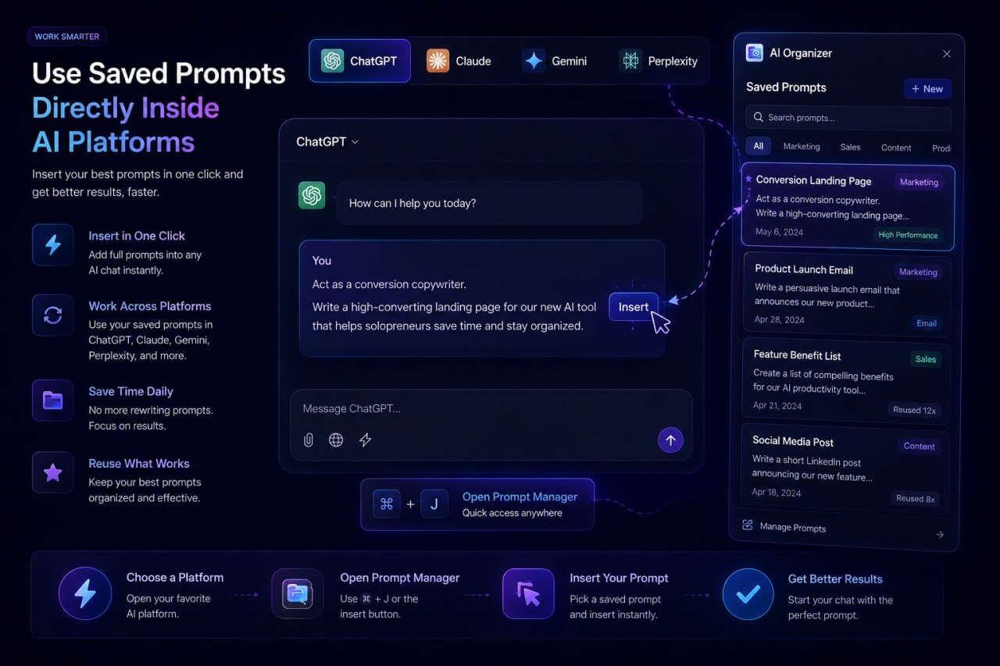 WORK SMARTER
Use Saved Prompts
Directly Inside
AI Platforms
Insert your best prompts in one click and
get better results, faster.
Insert in One Click
Add full prompts into any
AI chat instantly.
Work Across Platforms
Use your saved prompts in
ChatGPT, Claude, Gemini,
Perplexity, and more.
Save Time Daily
No more rewriting prompts.
Focus on results.
Reuse What Works
Keep your best prompts
organized and effective.
ChatGPT
Claude
Gemini
Perplexity
ChatGPT
How can I help you today?
You
Act as a conversion copywriter.
Write a high-converting landing page for our new AI tool
that helps solopreneurs save time and stay organized.
Insert
Message ChatGPT...
⌘ + J
Open Prompt Manager
Quick access anywhere
AI Organizer
Saved Prompts
+ New
Search prompts...
All Marketing Sales Content Prod
Conversion Landing Page
Marketing
Act as a conversion copywriter.
Write a high-converting landing page...
May 6, 2024
High Performance
Product Launch Email
Marketing
Write a persuasive launch email that
announces our new product...
Apr 28, 2024
Email
Feature Benefit List
Sales
Create a list of compelling benefits
for our AI productivity tool...
Apr 21, 2024
Reused 12x
Social Media Post
Content
Write a short LinkedIn post
announcing our new feature...
Apr 18, 2024
Reused 8x
Manage Prompts
Choose a Platform
Open your favorite
AI platform.
Open Prompt Manager
Use ⌘ + J or the
insert button.
Insert Your Prompt
Pick a saved prompt
and insert instantly.
Get Better Results
Start your chat with the
perfect prompt.